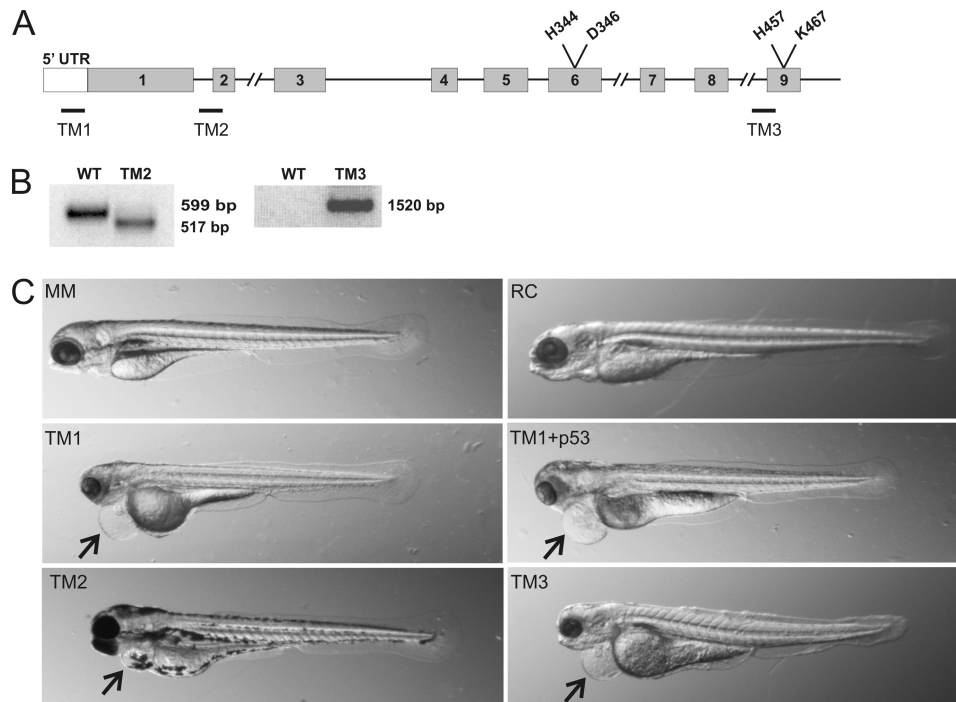 A
H344 D346 H457 K467
5' UTR
1 2 3 4 5 6 7 8 9
TM1 TM2 TM3
B
WT TM2 WT TM3
599 bp 1520 bp
517 bp
C
MM RC
TM1 TM1+p53
TM2 TM3